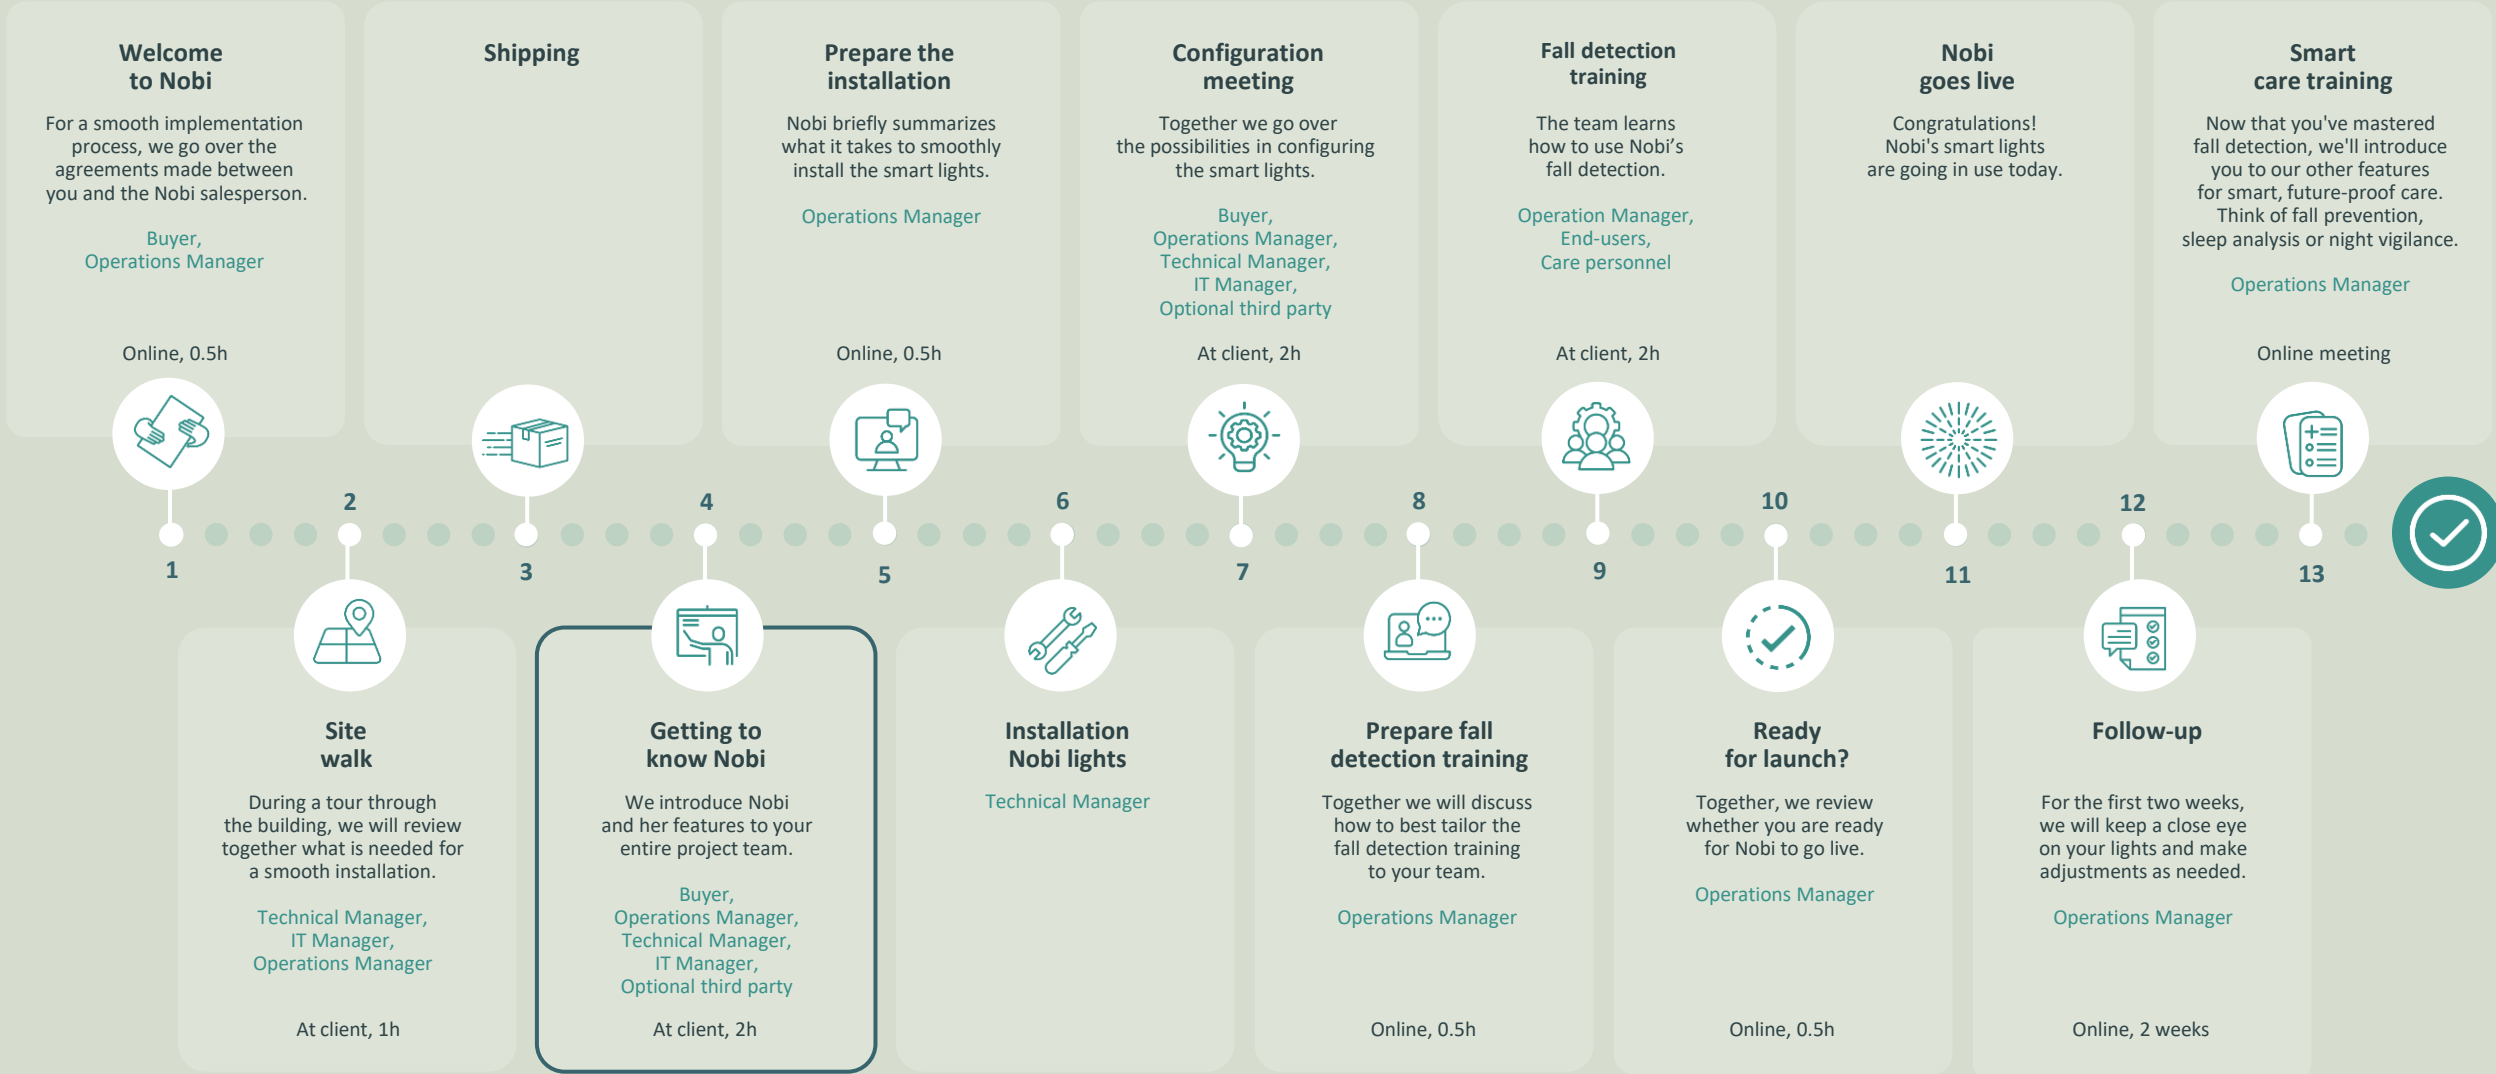 Welcome
to Nobi
For a smooth implementation
process, we go over the
agreements made between
you and the Nobi salesperson.
Buyer,
Operations Manager
Online, 0.5h
1
2
Site
walk
During a tour through
the building, we will review
together what is needed for
a smooth installation.
Technical Manager,
IT Manager,
Operations Manager
At client, 1h
Shipping
3
4
Getting to
know Nobi
We introduce Nobi
and her features to your
entire project team.
Buyer,
Operations Manager,
Technical Manager,
IT Manager,
Optional third party
At client, 2h
Prepare the
installation
Nobi briefly summarizes
what it takes to smoothly
install the smart lights.
Operations Manager
Online, 0.5h
5
6
Installation
Nobi lights
Technical Manager
Configuration
meeting
Together we go over
the possibilities in configuring
the smart lights.
Buyer,
Operations Manager,
Technical Manager,
IT Manager,
Optional third party
At client, 2h
7
8
Prepare fall
detection training
Together we will discuss
how to best tailor the
fall detection training
to your team.
Operations Manager
Online, 0.5h
Fall detection
training
The team learns
how to use Nobi’s
fall detection.
Operation Manager,
End-users,
Care personnel
At client, 2h
9
10
Ready
for launch?
Together, we review
whether you are ready
for Nobi to go live.
Operations Manager
Online, 0.5h
Nobi
goes live
Congratulations!
Nobi's smart lights
are going in use today.
11
12
Follow-up
For the first two weeks,
we will keep a close eye
on your lights and make
adjustments as needed.
Operations Manager
Online, 2 weeks
Smart
care training
Now that you've mastered
fall detection, we'll introduce
you to our other features
for smart, future-proof care.
Think of fall prevention,
sleep analysis or night vigilance.
Operations Manager
Online meeting
13